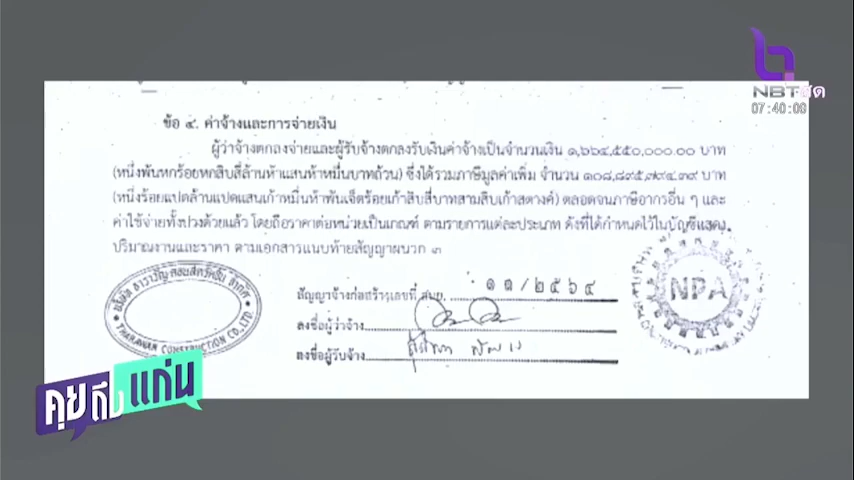 NBT สด
07:40:00
ข้อ ๔. ค่าจ้างและการจ่ายเงิน
ผู้ว่าจ้างตกลงจ่ายและผู้รับจ้างตกลงรับเงินค่าจ้างเป็นจำนวนเงิน ๑,๖๖๔,๕๕๐,๐๐๐.๐๐ บาท
(หนึ่งพันหกร้อยหกสิบสี่ล้านห้าแสนห้าหมื่นบาทถ้วน) ซึ่งได้รวมภาษีมูลค่าเพิ่ม จำนวน ๑๐๘,๘๙๕,๗๙๔.๓๙ บาท
(หนึ่งร้อยแปดล้านแปดแสนเก้าหมื่นห้าพันเจ็ดร้อยเก้าสิบสี่บาทสามสิบเก้าสตางค์) ตลอดจนภาษีอากรอื่น ๆ และ
ค่าใช้จ่ายทั้งปวงด้วยแล้ว โดยถือราคาต่อหน่วยเป็นเกณฑ์ ตามรายการแต่ละประเภท ดังที่ได้กำหนดไว้ในบัญชีแสดง
ปริมาณงานและราคา ตามเอกสารแนบท้ายสัญญาผนวก ๓
สัญญาจ้างก่อสร้างเลขที่ สนย. ๑๑/๒๕๖๔
ลงชื่อผู้ว่าจ้าง
ลงชื่อผู้รับจ้าง
THARAWAN CONSTRUCTION CO.,LTD.
NPA
คุยถึงแก่น